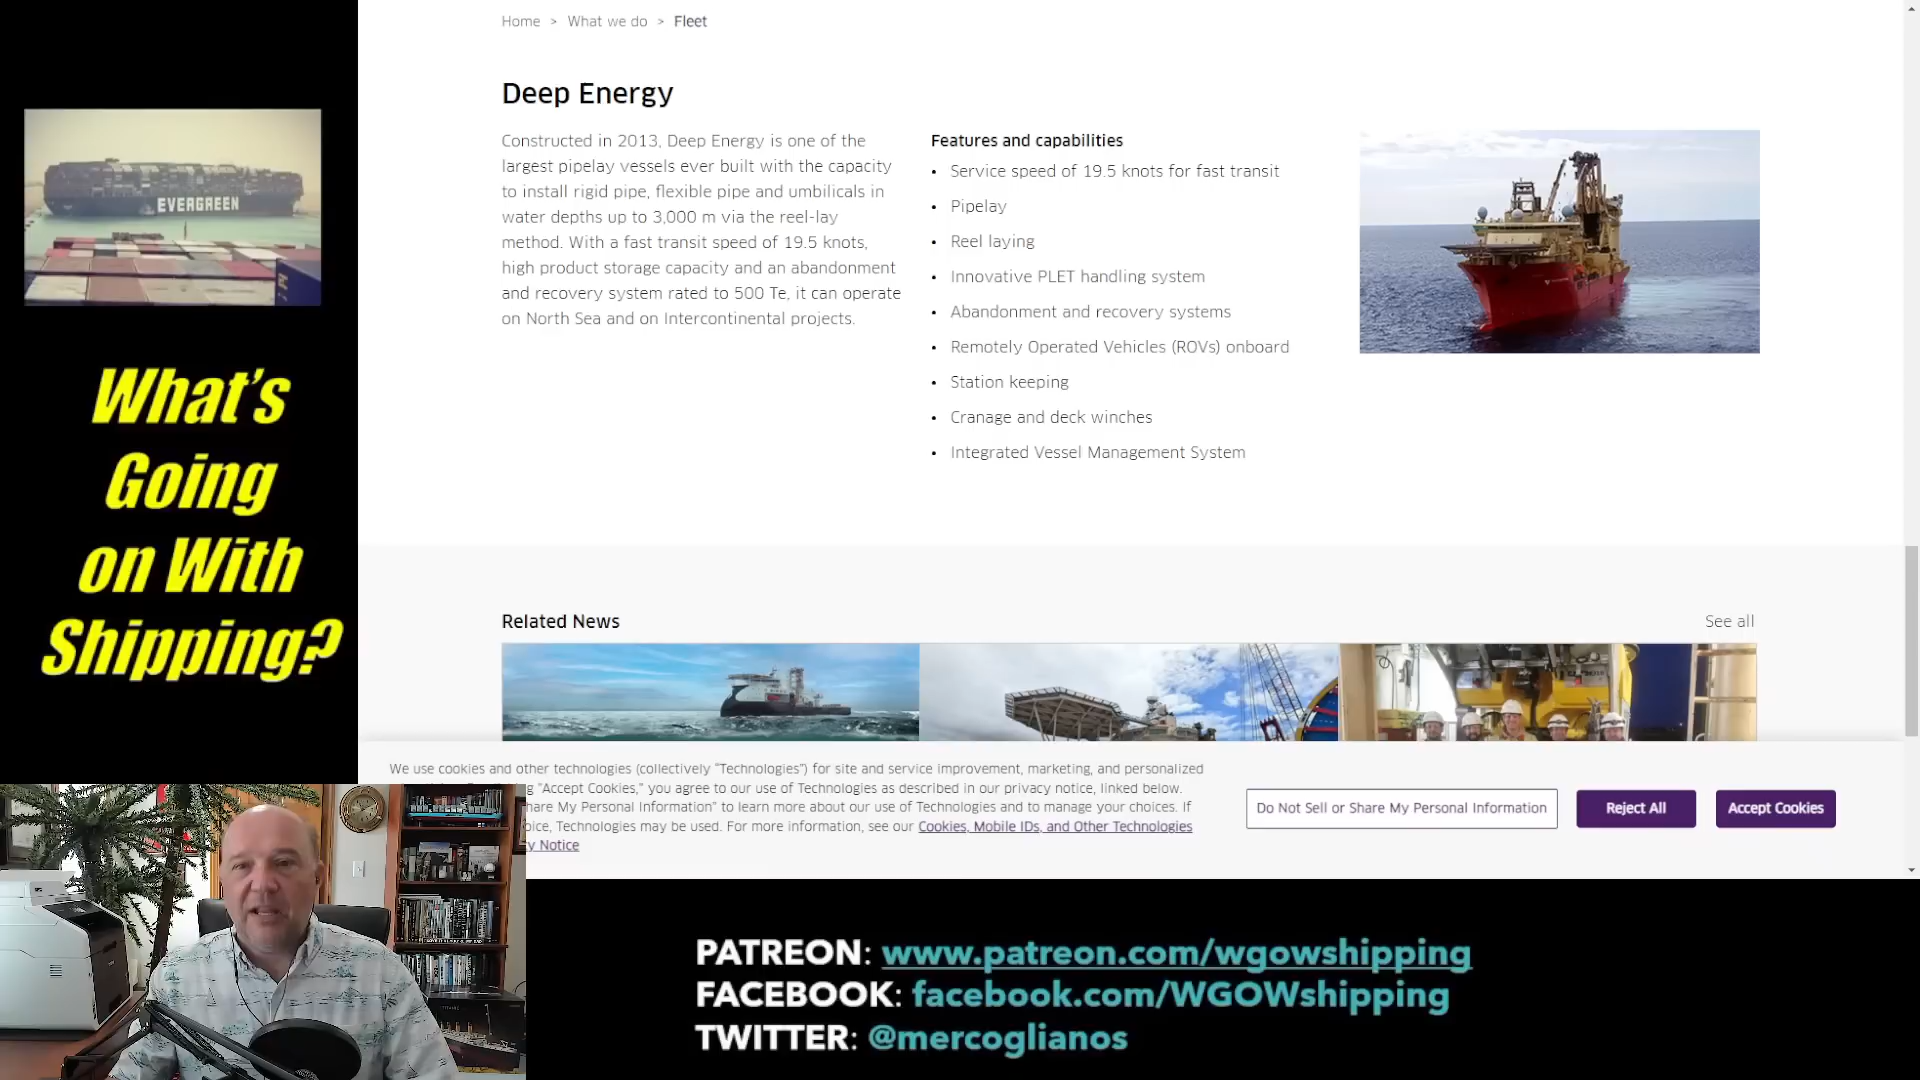 Home > What we do > Fleet
Deep Energy
Constructed in 2013, Deep Energy is one of the
largest pipelay vessels ever built with the capacity
to install rigid pipe, flexible pipe and umbilicals in
water depths up to 3,000 m via the reel-lay
method. With a fast transit speed of 19.5 knots,
high product storage capacity and an abandonment
and recovery system rated to 500 Te, it can operate
on North Sea and on Intercontinental projects.
Features and capabilities
• Service speed of 19.5 knots for fast transit
• Pipelay
• Reel laying
• Innovative PLET handling system
• Abandonment and recovery systems
• Remotely Operated Vehicles (ROVs) onboard
• Station keeping
• Cranage and deck winches
• Integrated Vessel Management System
EVERGREEN
What's
Going
on With
Shipping?
Related News
See all
We use cookies and other technologies (collectively "Technologies") for site and service improvement, marketing, and personalized
"Accept Cookies," you agree to our use of Technologies as described in our privacy notice, linked below.
Share My Personal Information" to learn more about our use of Technologies and to manage your choices. If
Technologies may be used. For more information, see our Cookies, Mobile IDs, and Other Technologies
Notice
Do Not Sell or Share My Personal Information
Reject All
Accept Cookies
PATREON: www.patreon.com/wgowshipping
FACEBOOK: facebook.com/WGOWshipping
TWITTER: @mercoglianos